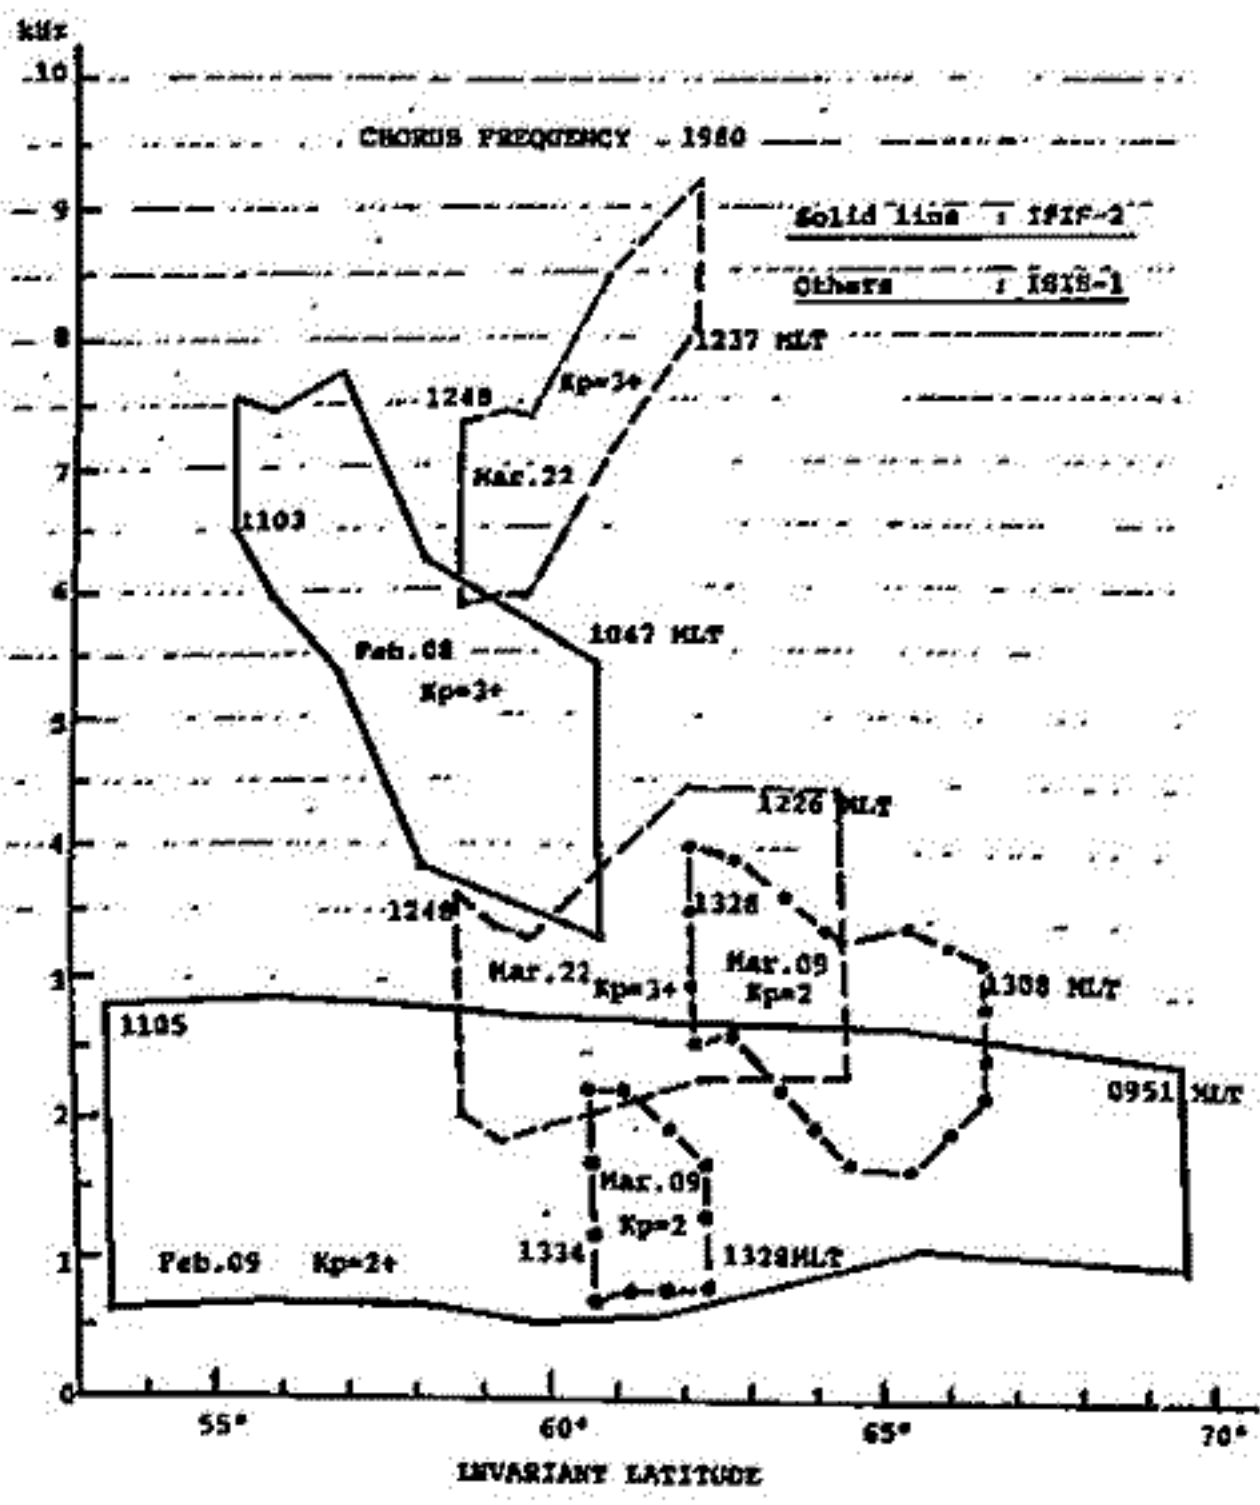 kHz
10
CHORUS FREQUENCY - 1980
9
Solid line : ISIS-2
Others : ISIS-1
8
1237 MLT
Kp=3+
1248
Mar.22
7
1103
6
1047 MLT
Feb.08
Kp=3+
5
1226 MLT
4
1248
1328
Mar.09
Mar.22
Kp=3+
Kp=2
3
1308 MLT
1105
0951 MLT
2
Mar.09
Kp=2
1334
1328MLT
1
Feb.09 Kp=2+
0
55° 60° 65° 70°
INVARIANT LATITUDE